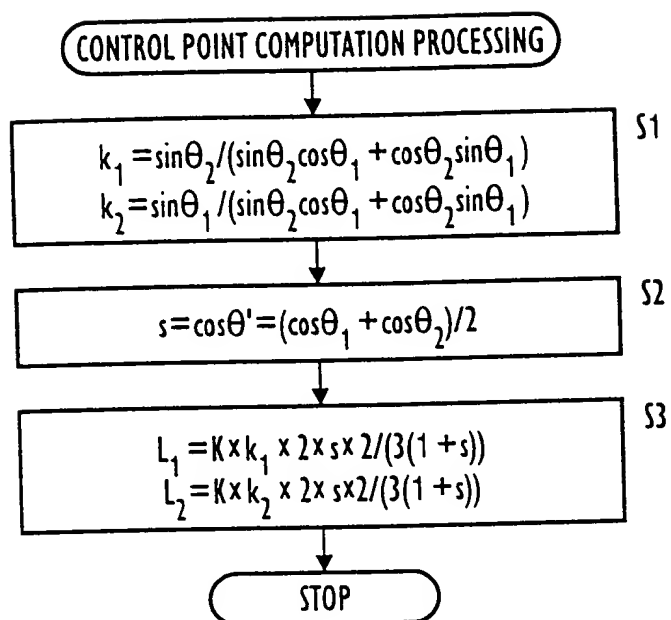 CONTROL POINT COMPUTATION PROCESSING
S1
k₁ =sinθ₂/(sinθ₂cosθ₁ +cosθ₂sinθ₁)
k₂ =sinθ₁/(sinθ₂cosθ₁ +cosθ₂sinθ₁)
S2
s=cosθ'=(cosθ₁ +cosθ₂)/2
S3
L₁ =K×k₁ ×2×s×2/(3(1 +s))
L₂ =K×k₂ ×2×s×2/(3(1 +s))
STOP